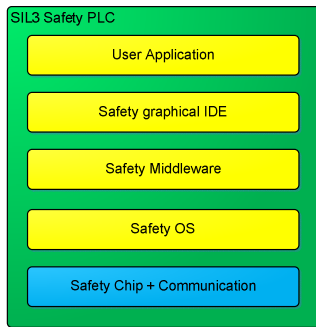 SIL3 Safety PLC
User Application
Safety graphical IDE
Safety Middleware
Safety OS
Safety Chip + Communication